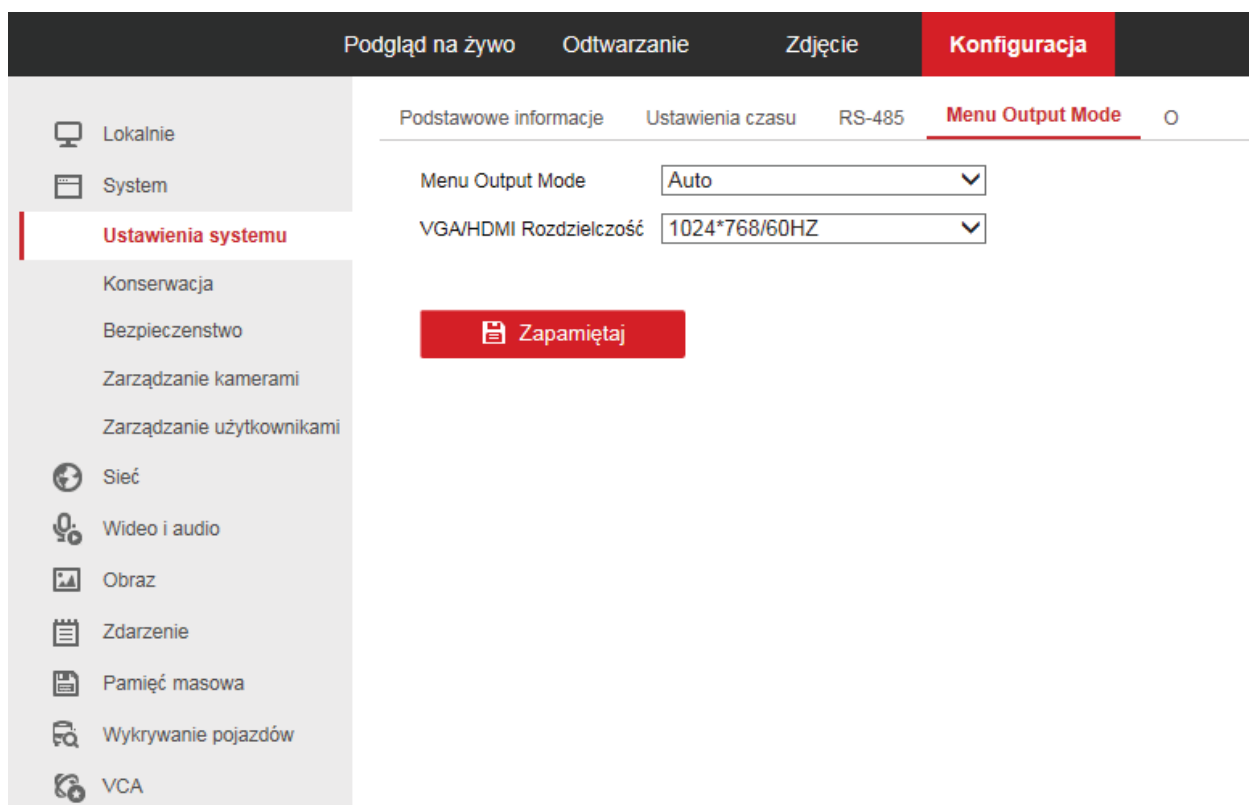 Podgląd na żywo Odtwarzanie Zdjęcie Konfiguracja
Podstawowe informacje Ustawienia czasu RS-485 Menu Output Mode O
Lokalnie
System
Ustawienia systemu
Konserwacja
Bezpieczenstwo
Zarządzanie kamerami
Zarządzanie użytkownikami
Sieć
Wideo i audio
Obraz
Zdarzenie
Pamięć masowa
Wykrywanie pojazdów
VCA
Menu Output Mode Auto
VGA/HDMI Rozdzielczość 1024*768/60HZ
Zapamiętaj